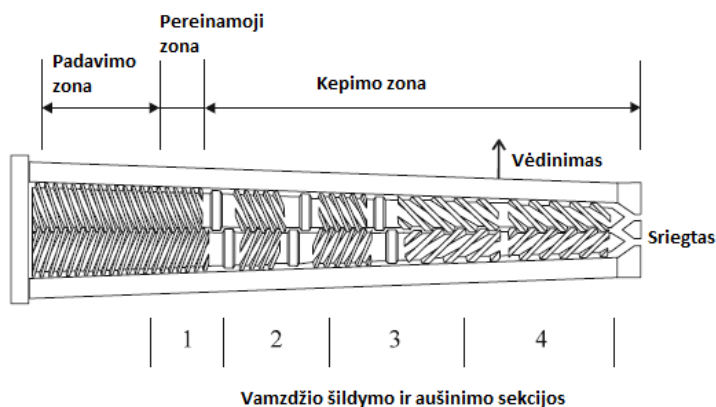 Pereinamoji
zona
Padavimo
zona
Kepimo zona
Vėdinimas
Sriegtas
1 2 3 4
Vamzdžio šildymo ir aušinimo sekcijos